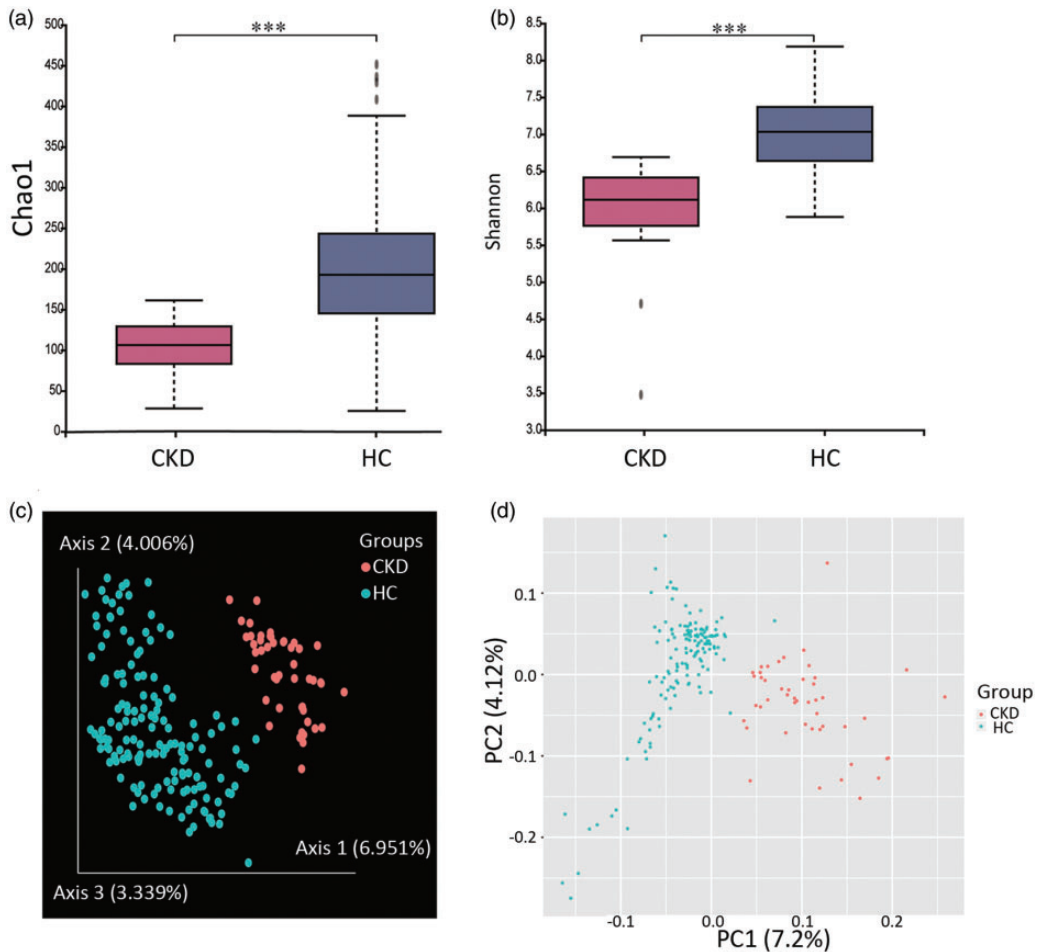 (a)
***
500
450
400
350
300
250
200
150
100
50
0
Chao1
CKD HC
(b)
***
8.5
8.0
7.5
7.0
6.5
6.0
5.5
5.0
4.5
4.0
3.5
3.0
Shannon
CKD HC
(c)
Axis 2 (4.006%)
Groups
CKD
HC
Axis 1 (6.951%)
Axis 3 (3.339%)
(d)
0.1
0.0
-0.1
-0.2
PC2 (4.12%)
-0.1 0.0 0.1 0.2
PC1 (7.2%)
Group
CKD
HC